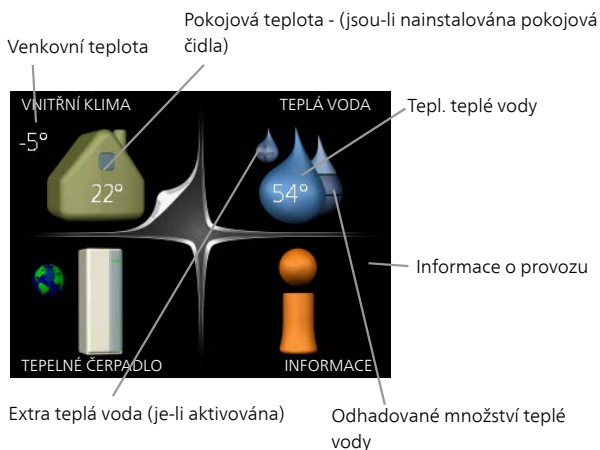 Pokojová teplota - (jsou-li nainstalována pokojová
čidla)
Venkovní teplota
VNITŘNÍ KLIMA
TEPLÁ VODA
Tepl. teplé vody
-5°
22°
54°
Informace o provozu
TEPELNÉ ČERPADLO
INFORMACE
Extra teplá voda (je-li aktivována)
Odhadované množství teplé
vody